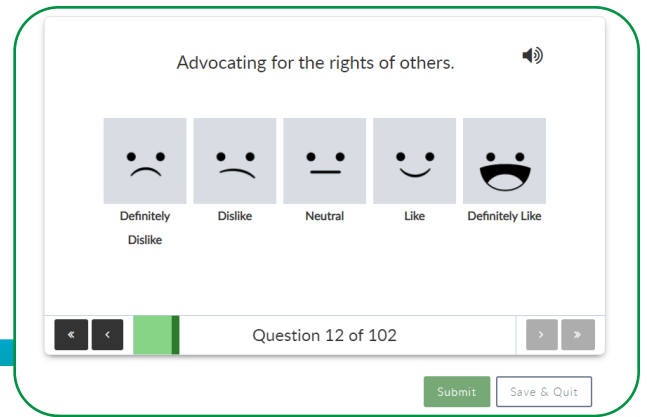 Advocating for the rights of others.
Definitely Dislike
Dislike
Neutral
Like
Definitely Like
« ‹
Question 12 of 102
› »
Submit
Save & Quit